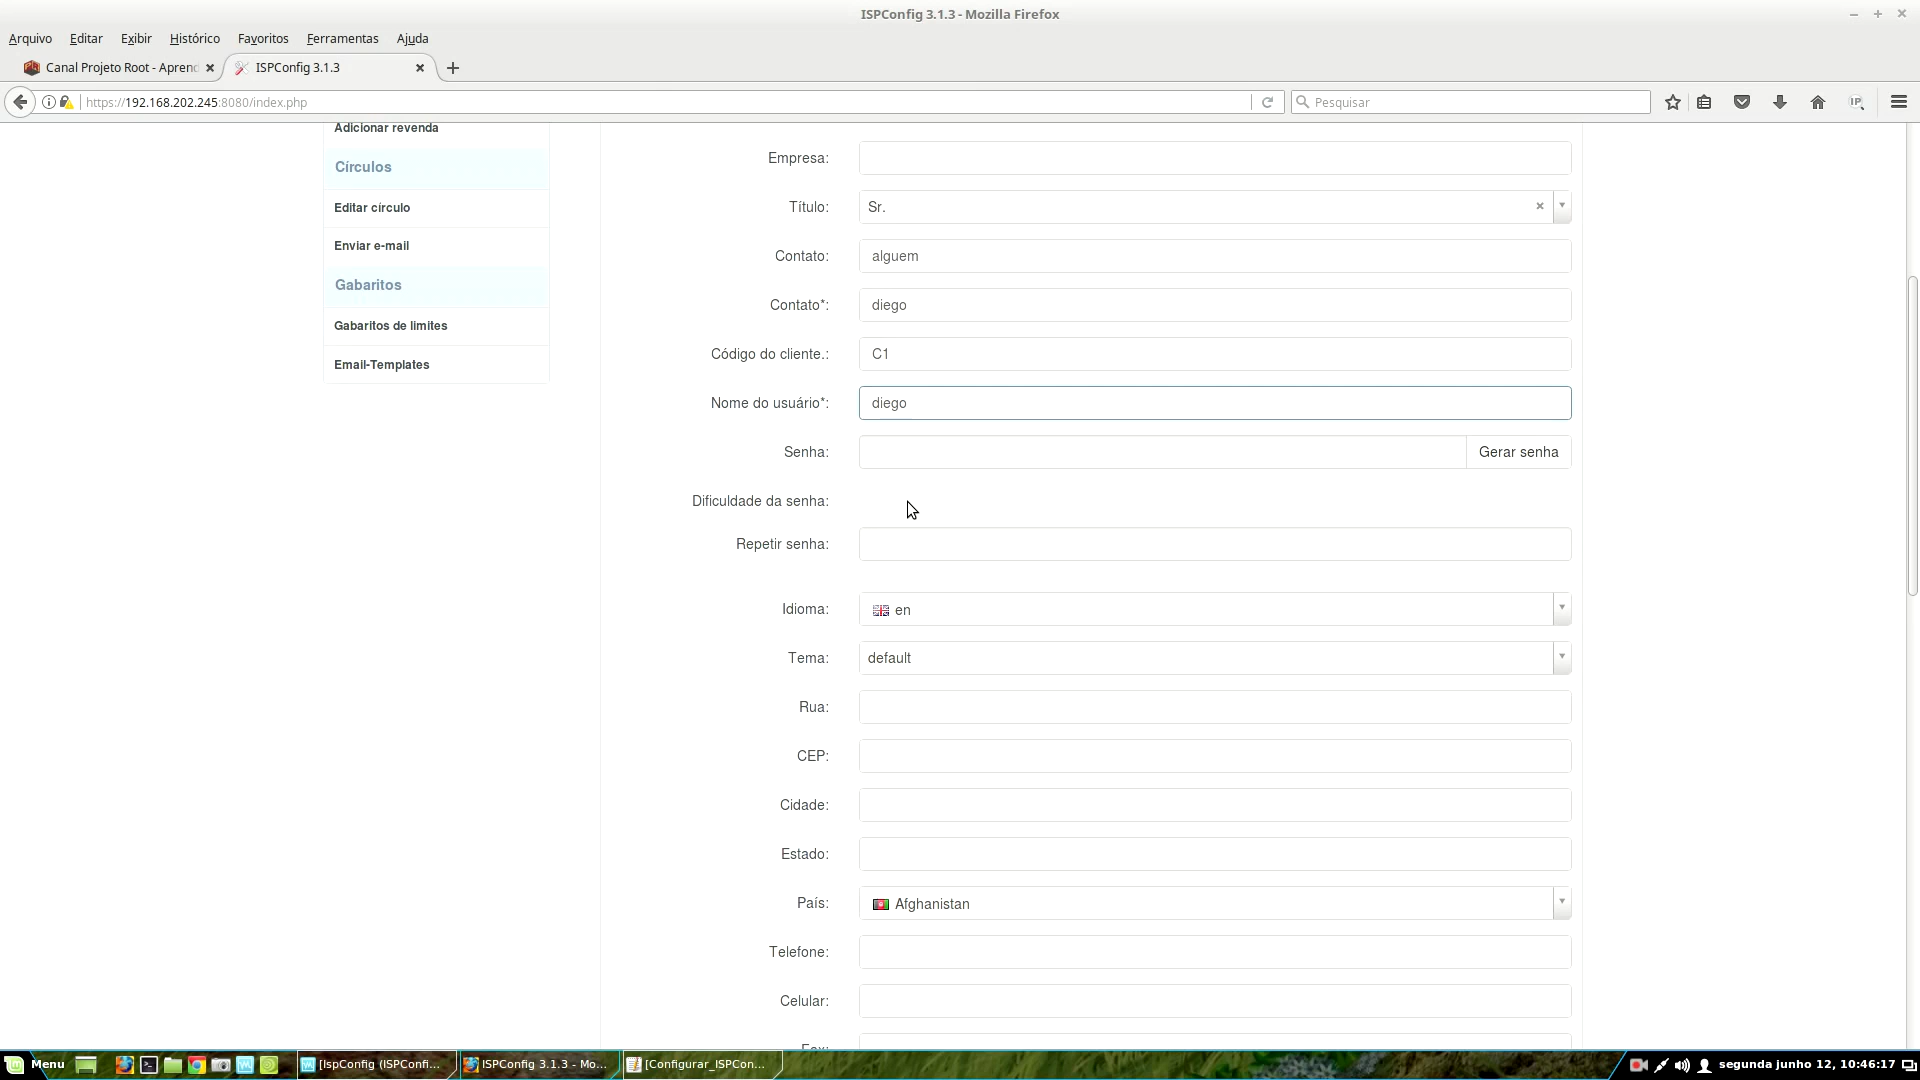 ISPConfig 3.1.3 - Mozilla Firefox
Arquivo Editar Exibir Histórico Favoritos Ferramentas Ajuda
Canal Projeto Root - Apren
ISPConfig 3.1.3
https://192.168.202.245:8080/index.php
Pesquisar
Adicionar revenda
Círculos
Editar círculo
Enviar e-mail
Gabaritos
Gabaritos de limites
Email-Templates
Empresa:
Título: Sr.
Contato: alguem
Contato*: diego
Código do cliente.: C1
Nome do usuário*: diego
Senha: Gerar senha
Dificuldade da senha:
Repetir senha:
Idioma: en
Tema: default
Rua:
CEP:
Cidade:
Estado:
País: Afghanistan
Telefone:
Celular:
Fax:
Menu
[IspConfig (ISPConfi...
ISPConfig 3.1.3 - Mo...
[Configurar_ISPCon...
segunda junho 12, 10:46:17